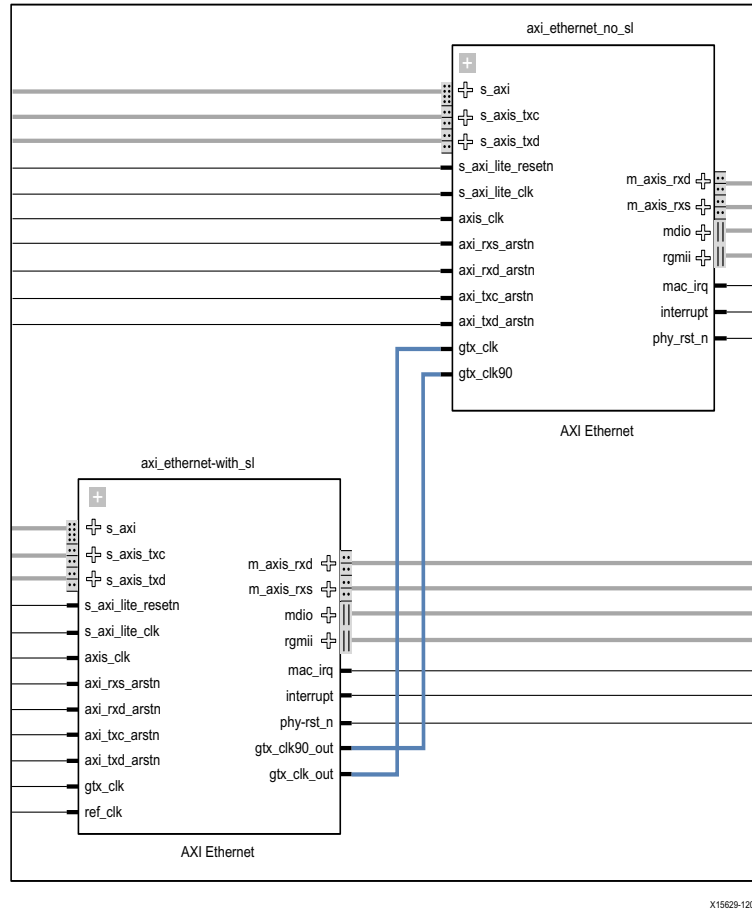 axi_ethernet_no_sl
s_axi
s_axis_txc
s_axis_txd
s_axi_lite_resetn
s_axi_lite_clk
axis_clk
axi_rxs_arstn
axi_rxd_arstn
axi_txc_arstn
axi_txd_arstn
gtx_clk
gtx_clk90
m_axis_rxd
m_axis_rxs
mdio
rgmii
mac_irq
interrupt
phy_rst_n
AXI Ethernet
axi_ethernet-with_sl
s_axi
s_axis_txc
s_axis_txd
s_axi_lite_resetn
s_axi_lite_clk
axis_clk
axi_rxs_arstn
axi_rxd_arstn
axi_txc_arstn
axi_txd_arstn
gtx_clk
ref_clk
m_axis_rxd
m_axis_rxs
mdio
rgmii
mac_irq
interrupt
phy-rst_n
gtx_clk90_out
gtx_clk_out
AXI Ethernet